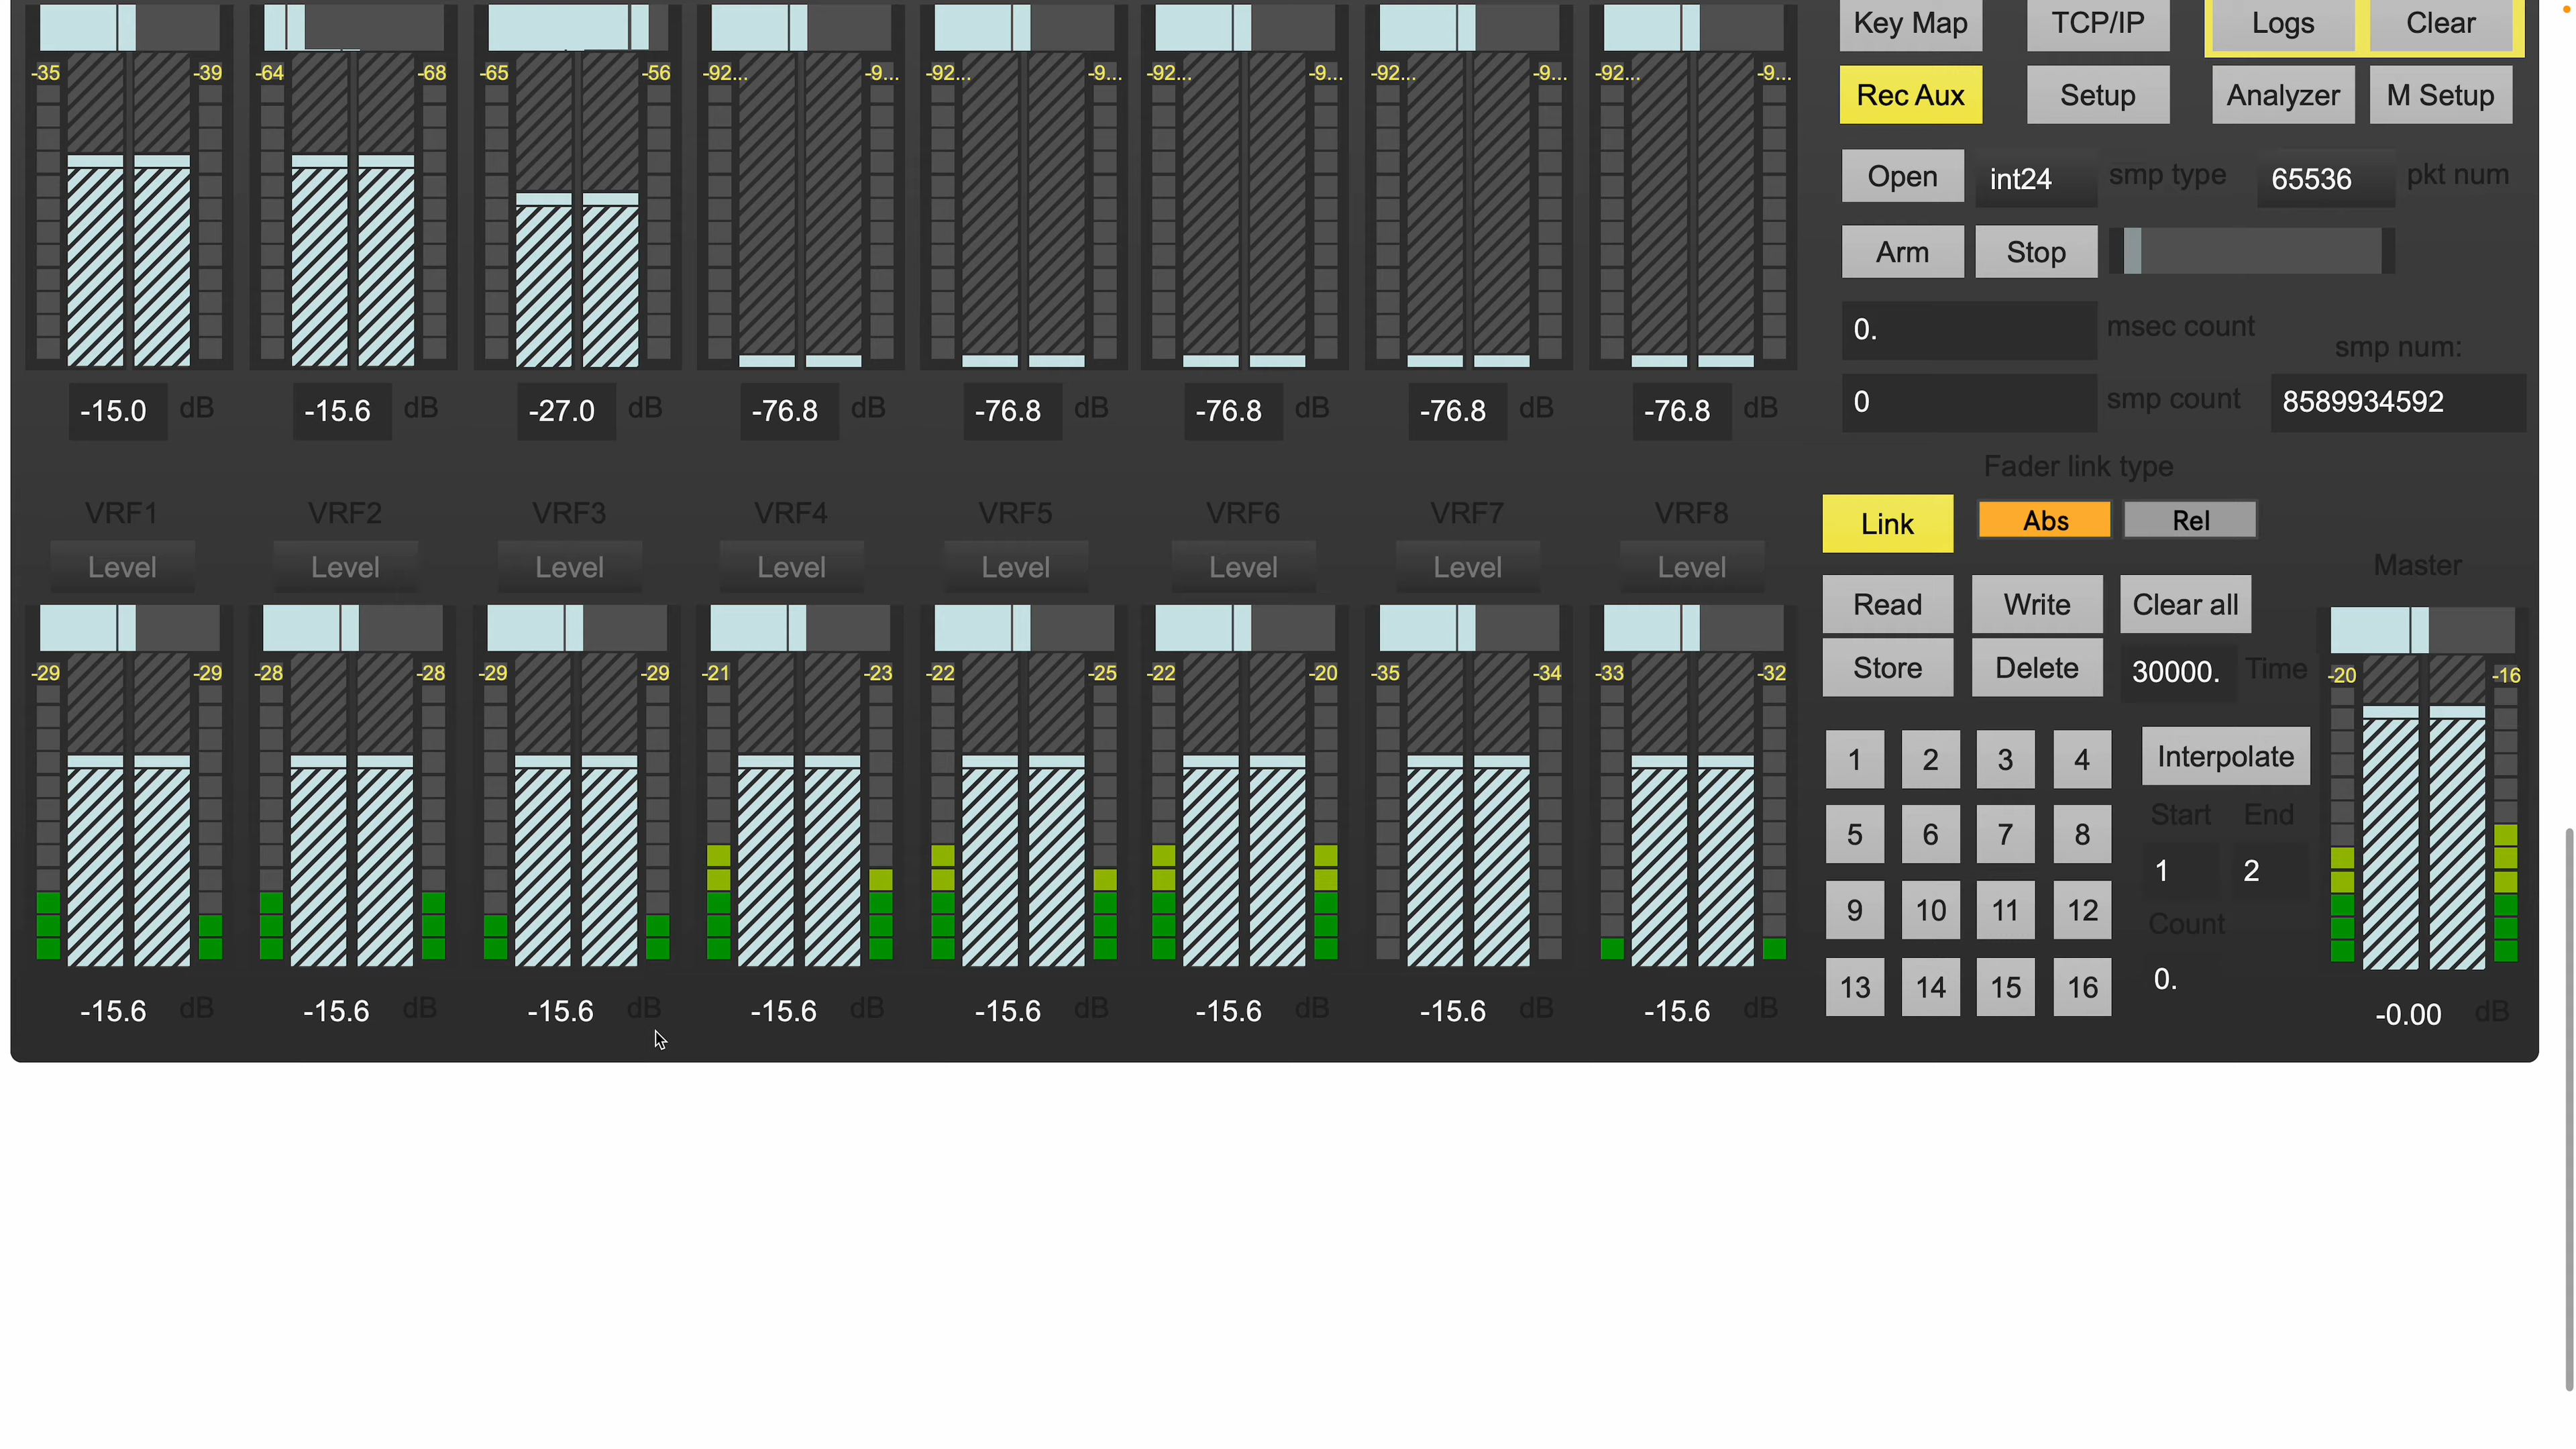 Key Map TCP/IP Logs Clear
-35 -39 -64 -68 -65 -56 -92... -9... -92... -9... -92... -9... -92... -9... -92... -9...
Rec Aux Setup Analyzer M Setup
Open int24 smp type 65536 pkt num
Arm Stop
0. msec count
smp num:
-15.0 dB -15.6 dB -27.0 dB -76.8 dB -76.8 dB -76.8 dB -76.8 dB -76.8 dB
0 smp count 8589934592
Fader link type
VRF1 VRF2 VRF3 VRF4 VRF5 VRF6 VRF7 VRF8
Link Abs Rel
Level Level Level Level Level Level Level Level
Master
Read Write Clear all
-29 -29 -28 -28 -29 -29 -21 -23 -22 -25 -22 -20 -35 -34 -33 -32
Store Delete 30000. Time
-20 -16
1 2 3 4 Interpolate
Start End
5 6 7 8
1 2
9 10 11 12
Count
13 14 15 16
0.
-15.6 dB -15.6 dB -15.6 dB -15.6 dB -15.6 dB -15.6 dB -15.6 dB -15.6 dB
-0.00 dB